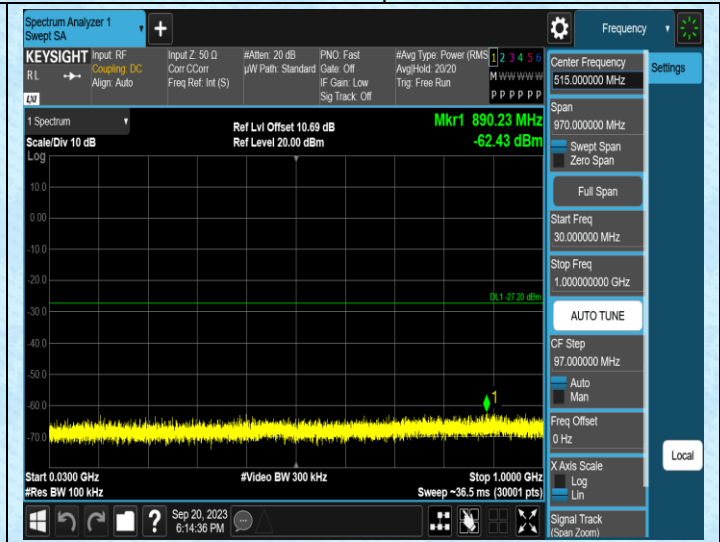 Spectrum Analyzer 1
Swept SA
+
Frequency
KEYSIGHT
RL
LXI
Input: RF
Coupling: DC
Align: Auto
Input Z: 50 Ω
Corr CCorr
Freq Ref: Int (S)
#Atten: 20 dB
µW Path: Standard
PNO: Fast
Gate: Off
IF Gain: Low
Sig Track: Off
#Avg Type: Power (RMS
Avg|Hold: 20/20
Trig: Free Run
1 2 3 4 5 6
M W W W W W
P P P P P P
1 Spectrum
Scale/Div 10 dB
Log
Ref Lvl Offset 10.69 dB
Ref Level 20.00 dBm
Mkr1 890.23 MHz
-62.43 dBm
10.0
0.00
-10.0
-20.0
DL1 -27.20 dBm
-30.0
-40.0
-50.0
-60.0
1
-70.0
Start 0.0300 GHz
#Res BW 100 kHz
#Video BW 300 kHz
Stop 1.0000 GHz
Sweep ~36.5 ms (30001 pts)
?
Sep 20, 2023
6:14:36 PM
Center Frequency
515.000000 MHz
Settings
Span
970.000000 MHz
Swept Span
Zero Span
Full Span
Start Freq
30.000000 MHz
Stop Freq
1.000000000 GHz
AUTO TUNE
CF Step
97.000000 MHz
Auto
Man
Freq Offset
0 Hz
Local
X Axis Scale
Log
Lin
Signal Track
(Span Zoom)